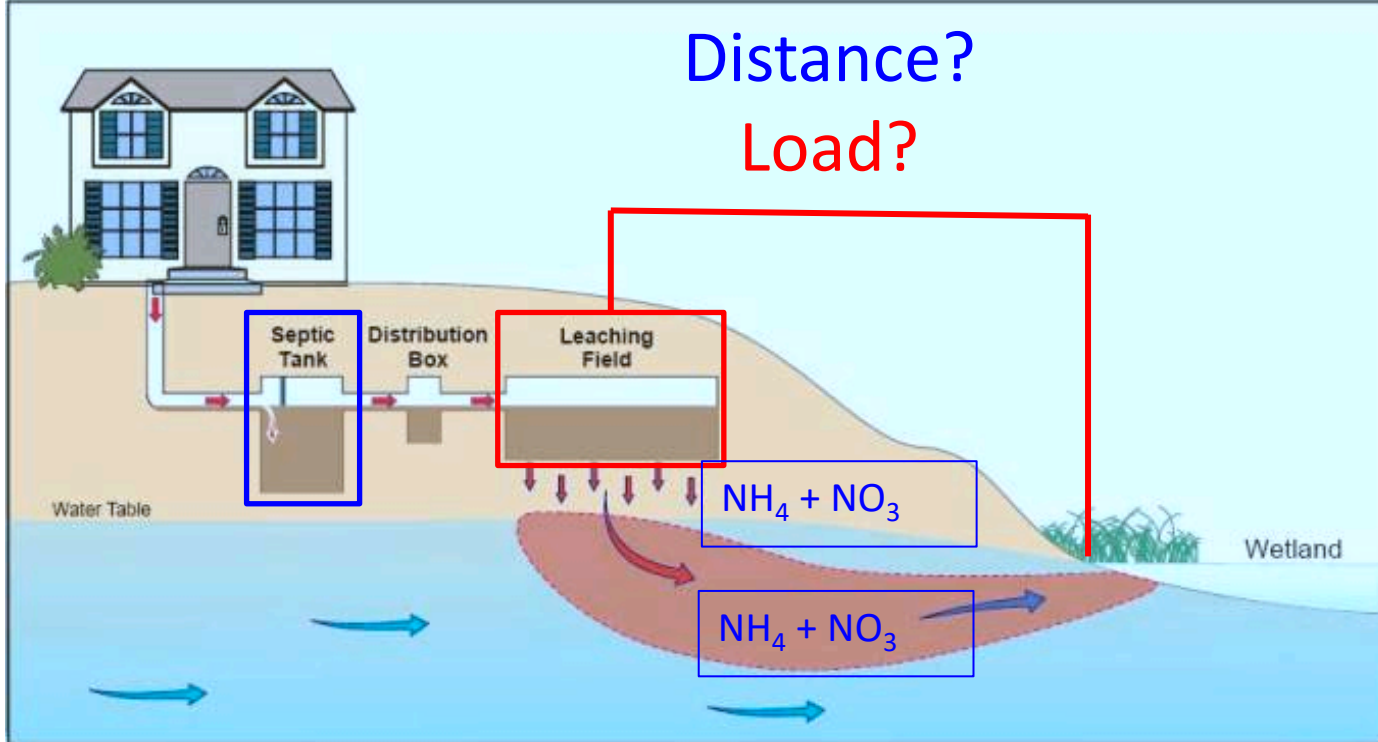 Distance?
Load?
Septic
Tank
Distribution
Box
Leaching
Field
Water Table
NH₄ + NO₃
Wetland
NH₄ + NO₃